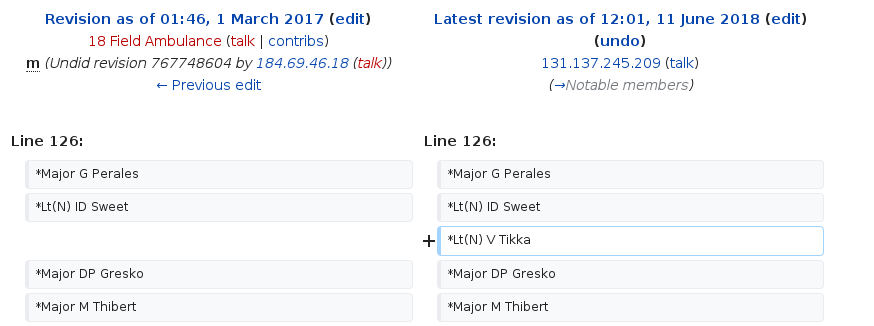 Revision as of 01:46, 1 March 2017 (edit)
18 Field Ambulance (talk | contribs)
m (Undid revision 767748604 by 184.69.46.18 (talk))
← Previous edit
Latest revision as of 12:01, 11 June 2018 (edit)
(undo)
131.137.245.209 (talk)
(→Notable members)
Line 126:
Line 126:
*Major G Perales
*Major G Perales
*Lt(N) ID Sweet
*Lt(N) ID Sweet
+ *Lt(N) V Tikka
*Major DP Gresko
*Major DP Gresko
*Major M Thibert
*Major M Thibert